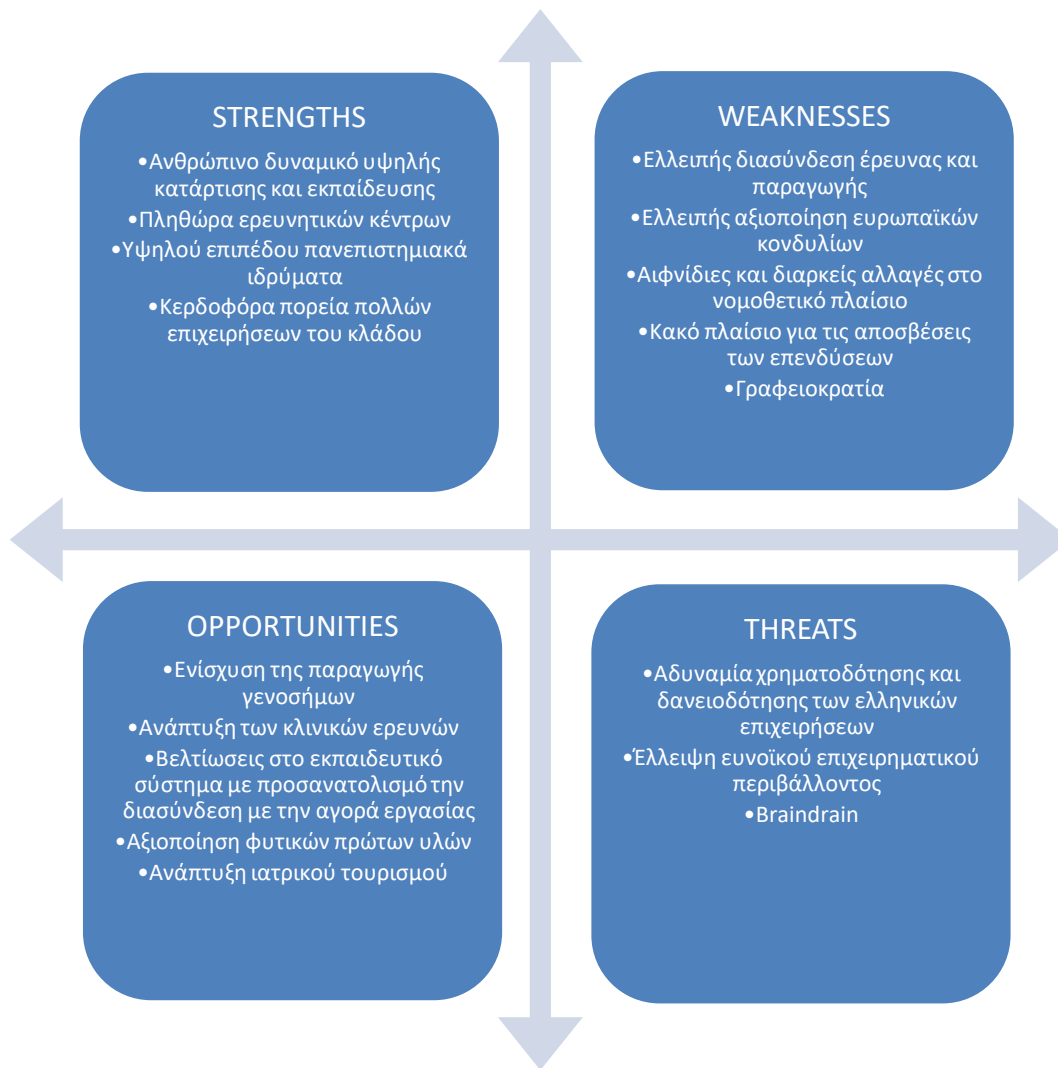 STRENGTHS
•Ανθρώπινο δυναμικό υψηλής
κατάρτισης και εκπαίδευσης
•Πληθώρα ερευνητικών κέντρων
•Υψηλού επιπέδου πανεπιστημιακά
ιδρύματα
•Κερδοφόρα πορεία πολλών
επιχειρήσεων του κλάδου
WEAKNESSES
•Ελλειπής διασύνδεση έρευνας και
παραγωγής
•Ελλειπής αξιοποίηση ευρωπαϊκών
κονδυλίων
•Αιφνίδιες και διαρκείς αλλαγές στο
νομοθετικό πλαίσιο
•Κακό πλαίσιο για τις αποσβέσεις
των επενδύσεων
•Γραφειοκρατία
OPPORTUNITIES
•Ενίσχυση της παραγωγής
γενοσήμων
•Ανάπτυξη των κλινικών ερευνών
•Βελτίωσεις στο εκπαιδευτικό
σύστημα με προσανατολισμό την
διασύνδεση με την αγορά εργασίας
•Αξιοποίηση φυτικών πρώτων υλών
•Ανάπτυξη ιατρικού τουρισμού
THREATS
•Αδυναμία χρηματοδότησης και
δανειοδότησης των ελληνικών
επιχειρήσεων
•Έλλειψη ευνοϊκού επιχειρηματικού
περιβάλλοντος
•Braindrain